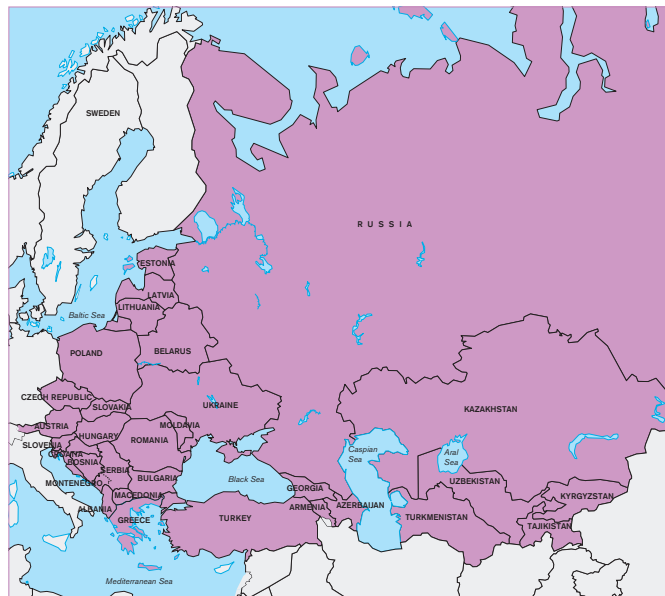 SWEDEN
RUSSIA
ESTONIA
LATVIA
LITHUANIA
Baltic Sea
POLAND
BELARUS
CZECH REPUBLIC
SLOVAKIA
UKRAINE
KAZAKHSTAN
AUSTRIA
MOLDAVIA
HUNGARY
ROMANIA
SLOVENIA
CROATIA
BOSNIA
SERBIA
Caspian
Sea
Aral
Sea
BULGARIA
Black Sea
UZBEKISTAN
MONTENEGRO
GEORGIA
KYRGYZSTAN
MACEDONIA
ALBANIA
ARMENIA
AZERBAIJAN
GREECE
TURKEY
TURKMENISTAN
TAJIKISTAN
Mediterranean Sea